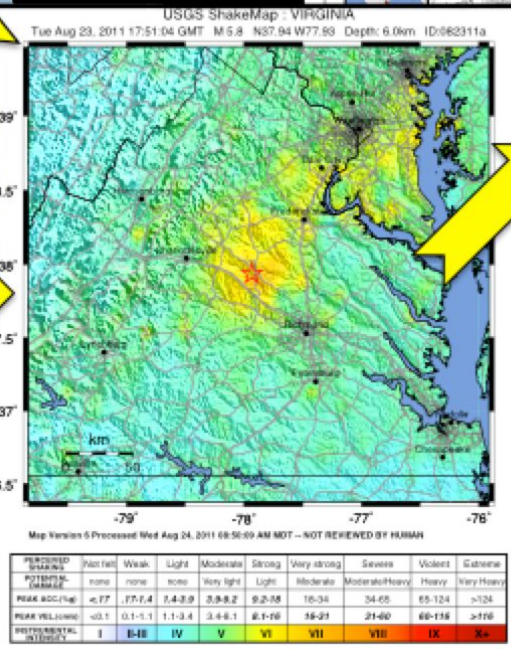 USGS ShakeMap : VIRGINIA
Tue Aug 23, 2011 17:51:04 GMT M 5.8 N37.94 W77.93 Depth: 6.0km ID:082311a
39°
38°
37°
km
50
-79° -78° -77° -76°
Map Version 6 Processed Wed Aug 24, 2011 08:50:09 AM MDT -- NOT REVIEWED BY HUMAN
PERCEIVED SHAKING Not felt Weak Light Moderate Strong Very strong Severe Violent Extreme
POTENTIAL DAMAGE none none none Very light Light Moderate Moderate/Heavy Heavy Very Heavy
PEAK ACC.(%g) <.17 .17-1.4 1.4-3.9 3.9-9.2 9.2-18 18-34 34-65 65-124 >124
PEAK VEL.(cm/s) <0.1 0.1-1.1 1.1-3.4 3.4-8.1 8.1-16 16-31 31-60 60-116 >116
INSTRUMENTAL INTENSITY I II-III IV V VI VII VIII IX X+